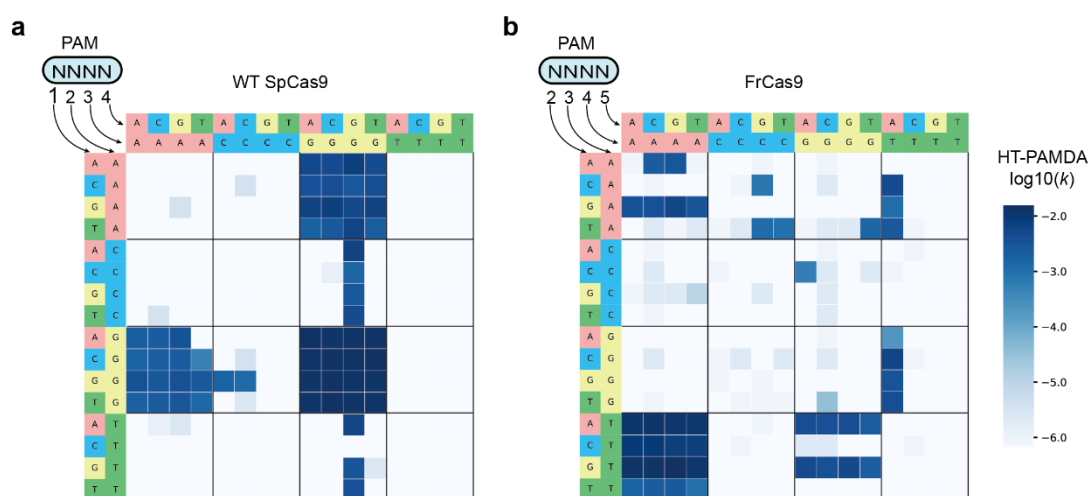 a
PAM
NNNN
1 2 3 4
WT SpCas9
A C G T A C G T A C G T A C G T
A A A A C C C C G G G G T T T T
A A
C A
G A
T A
A C
C C
G C
T C
A G
C G
G G
T G
A T
C T
G T
T T
b
PAM
NNNN
2 3 4 5
FrCas9
A C G T A C G T A C G T A C G T
A A A A C C C C G G G G T T T T
A A
C A
G A
T A
A C
C C
G C
T C
A G
C G
G G
T G
A T
C T
G T
T T
HT-PAMDA
log10(k)
−2.0
−3.0
−4.0
−5.0
−6.0